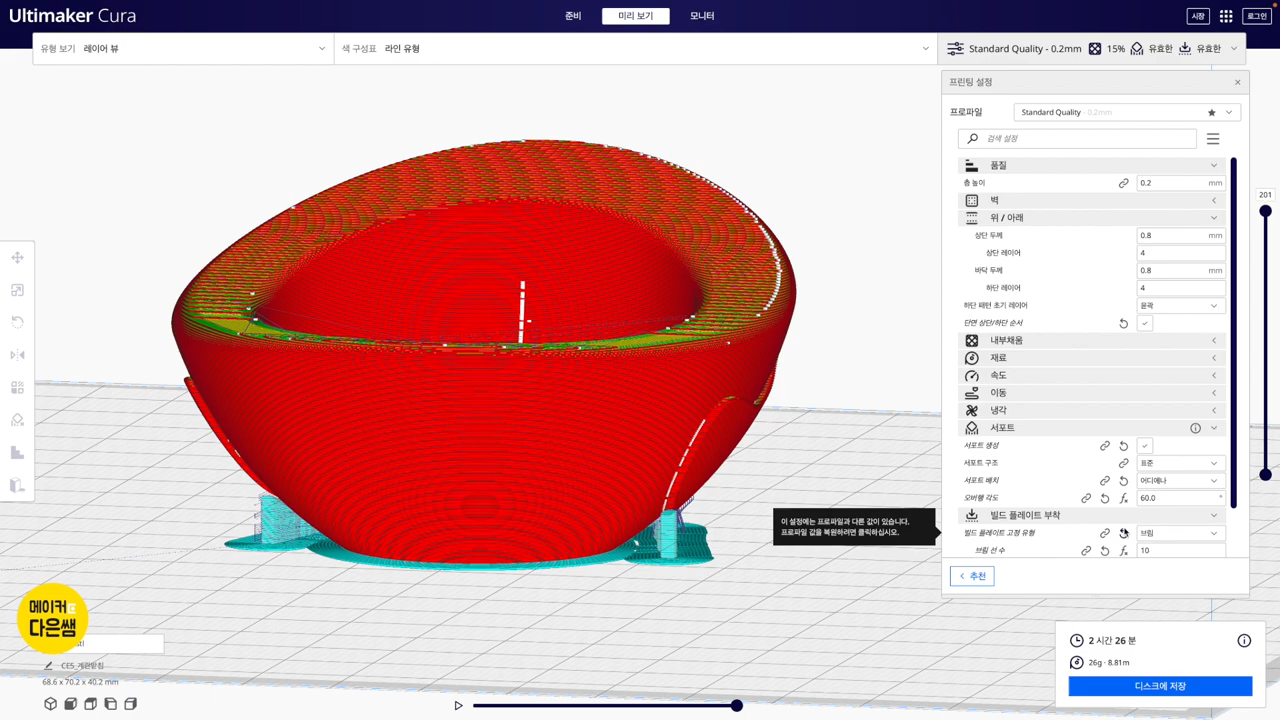 Ultimaker Cura
준비
미리 보기
모니터
시장
로그인
유형 보기 레이어 뷰
색 구성표 라인 유형
Standard Quality - 0.2mm
15%
유효한
유효한
프린팅 설정
프로파일
Standard Quality - 0.2mm
검색 설정
품질
층 높이
0.2 mm
벽
위 / 아래
상단 두께
0.8 mm
상단 레이어
4
바닥 두께
0.8 mm
하단 레이어
4
하단 패턴 초기 레이어
윤곽
단면 상단/하단 순서
내부채움
재료
속도
이동
냉각
서포트
서포트 생성
서포트 구조
표준
서포트 배치
어디에나
오버행 각도
60.0 °
빌드 플레이트 부착
빌드 플레이트 고정 유형
브림
브림 선 수
10
이 설정에는 프로파일과 다른 값이 있습니다.
프로파일 값을 복원하려면 클릭하십시오.
추천
201
메이커
다은쌤
CE5_계란받침
68.6 x 70.2 x 40.2 mm
2 시간 26 분
26g · 8.81m
디스크에 저장